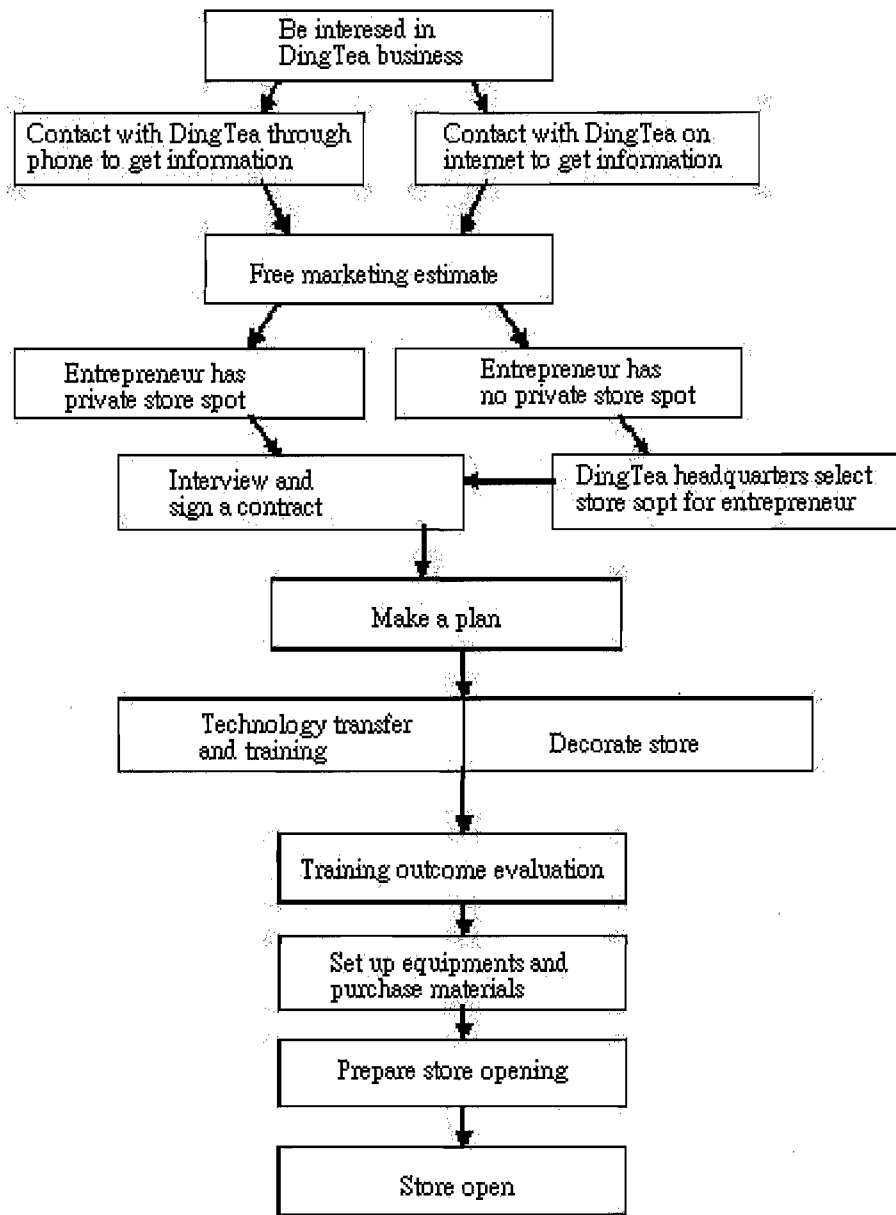 Be interesed in
DingTea business
Contact with DingTea through
phone to get information
Contact with DingTea on
internet to get information
Free marketing estimate
Entrepreneur has
private store spot
Entrepreneur has
no private store spot
Interview and
sign a contract
DingTea headquarters select
store sopt for entrepreneur
Make a plan
Technology transfer
and training
Decorate store
Training outcome evaluation
Set up equipments and
purchase materials
Prepare store opening
Store open